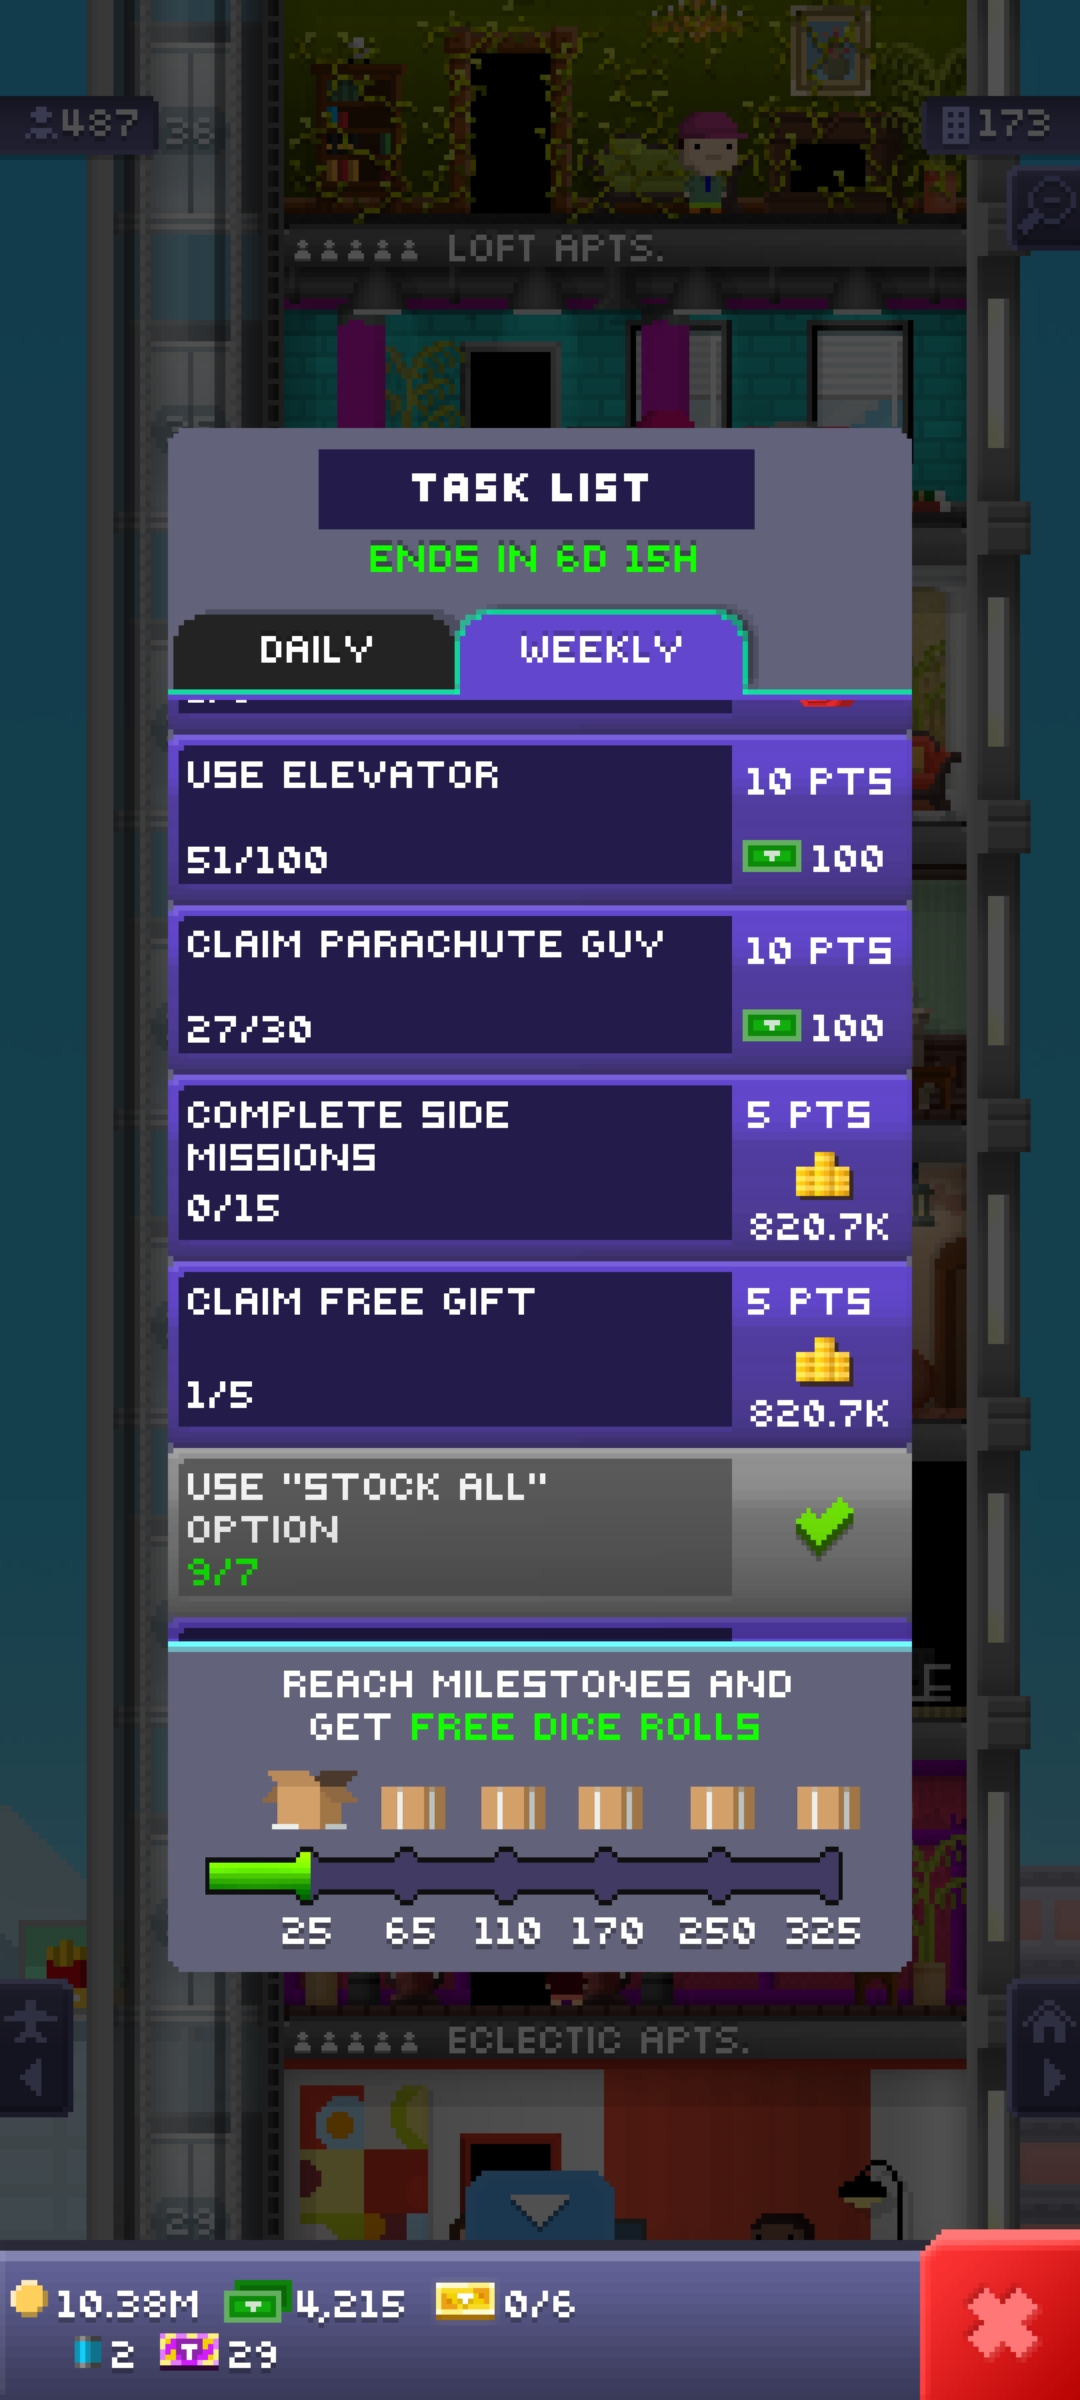 487
38
173
LOFT APTS.
TASK LIST
ENDS IN 6D 15H
DAILY
WEEKLY
USE ELEVATOR
10 PTS
51/100
100
CLAIM PARACHUTE GUY
10 PTS
27/30
100
COMPLETE SIDE
MISSIONS
5 PTS
0/15
820.7K
CLAIM FREE GIFT
5 PTS
1/5
820.7K
USE "STOCK ALL"
OPTION
9/7
REACH MILESTONES AND
GET FREE DICE ROLLS
25 65 110 170 250 325
ECLECTIC APTS.
10.38M 4,215 0/6
2 29